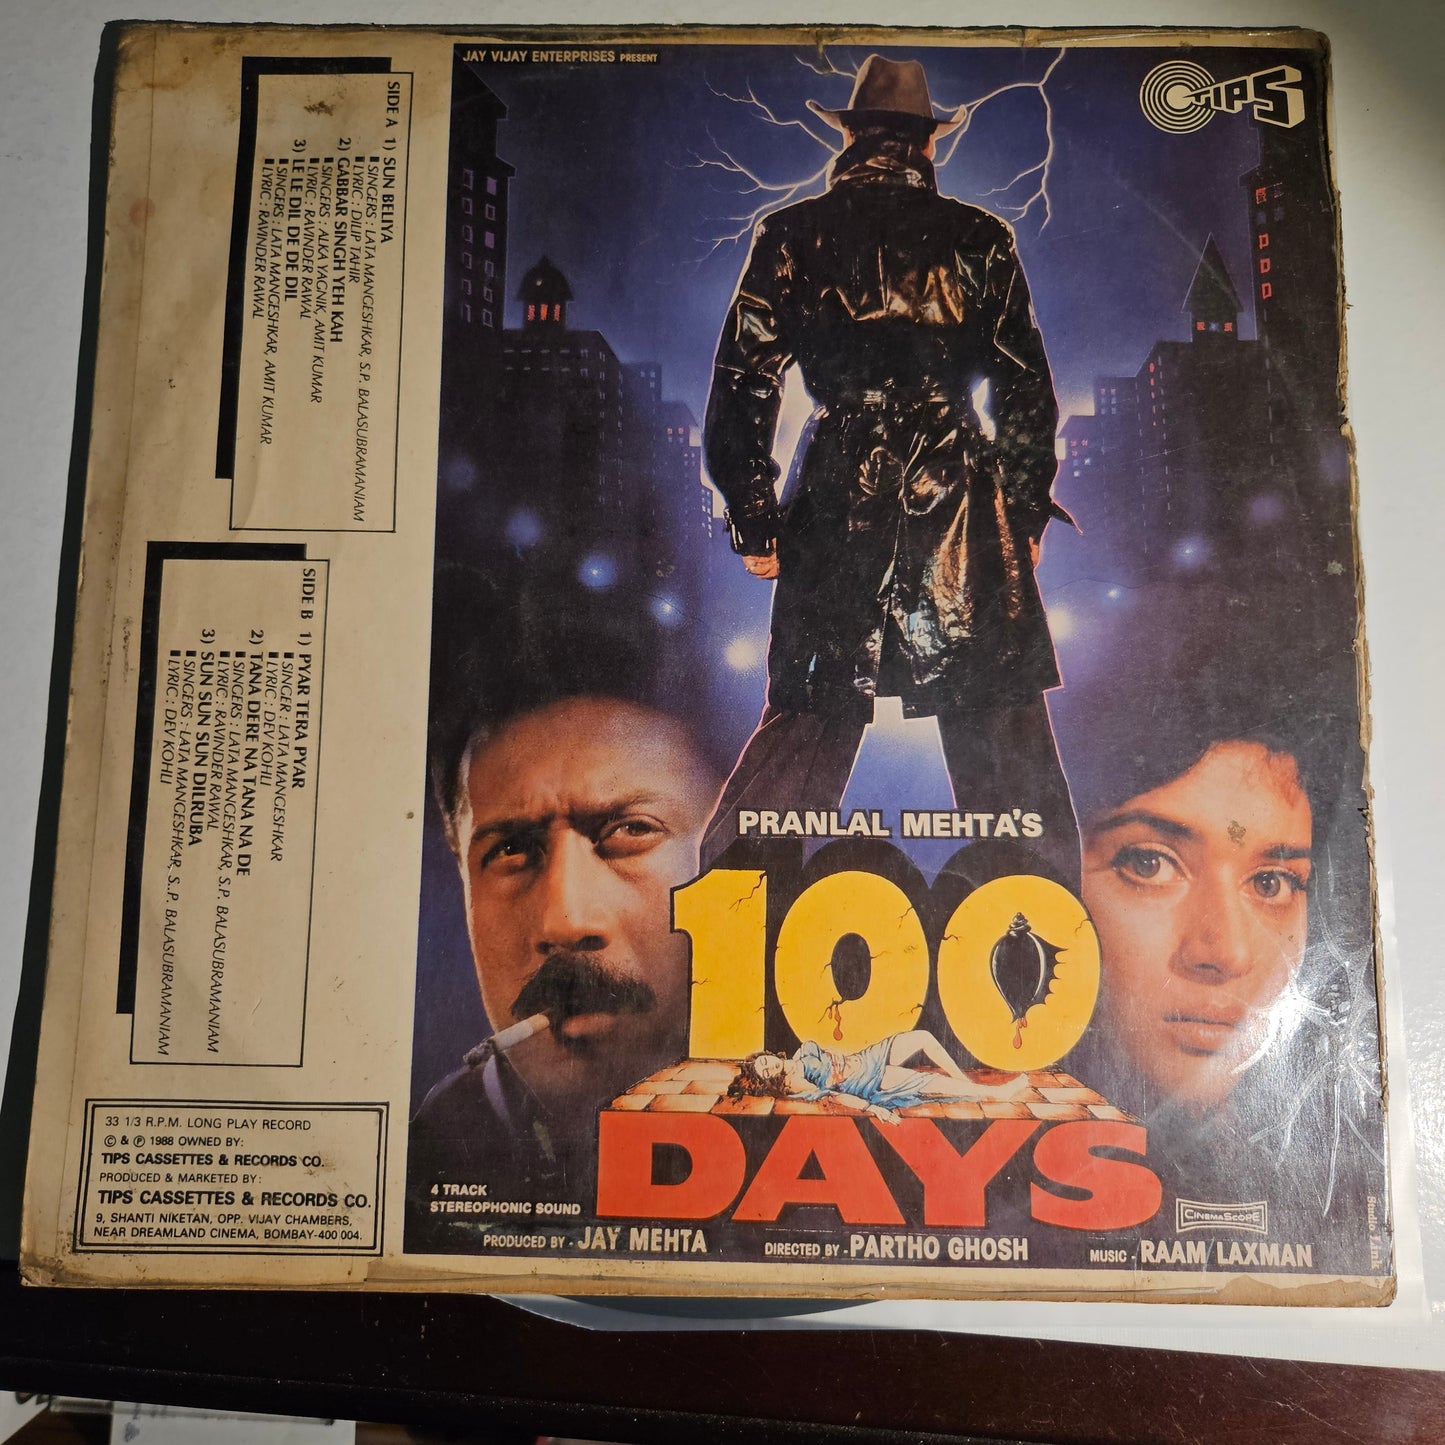 JAY VIJAY ENTERPRISES PRESENT
TIPS
SIDE A 1) SUN BELIYA
SINGERS : LATA MANGESHKAR, S.P. BALASUBRAMANIAM
LYRIC : DILIP TAHIR
2) GABBAR SINGH YEH KAH
SINGERS : ALKA YAGNIK, AMIT KUMAR
LYRIC : RAVINDER RAWAL
3) LE LE DIL DE DE DIL
SINGERS : LATA MANGESHKAR, AMIT KUMAR
LYRIC : RAVINDER RAWAL
SIDE B 1) PYAR TERA PYAR
SINGER : LATA MANGESHKAR
LYRIC : DEV KOHLI
2) TANA DERE NA TANA NA DE
SINGERS : LATA MANGESHKAR, S.P. BALASUBRAMANIAM
LYRIC : RAVINDER RAWAL
3) SUN SUN SUN DILRUBA
SINGERS : LATA MANGESHKAR, S..P. BALASUBRAMANIAM
LYRIC : DEV KOHLI
33 1/3 R.P.M. LONG PLAY RECORD
© & ℗ 1988 OWNED BY:
TIPS CASSETTES & RECORDS CO.
PRODUCED & MARKETED BY:
TIPS CASSETTES & RECORDS CO.
9, SHANTI NIKETAN, OPP. VIJAY CHAMBERS,
NEAR DREAMLAND CINEMA, BOMBAY-400 004.
PRANLAL MEHTA'S
100
DAYS
4 TRACK
STEREOPHONIC SOUND
CINEMASCOPE
PRODUCED BY - JAY MEHTA
DIRECTED BY - PARTHO GHOSH
MUSIC - RAAM LAXMAN
Studio Link